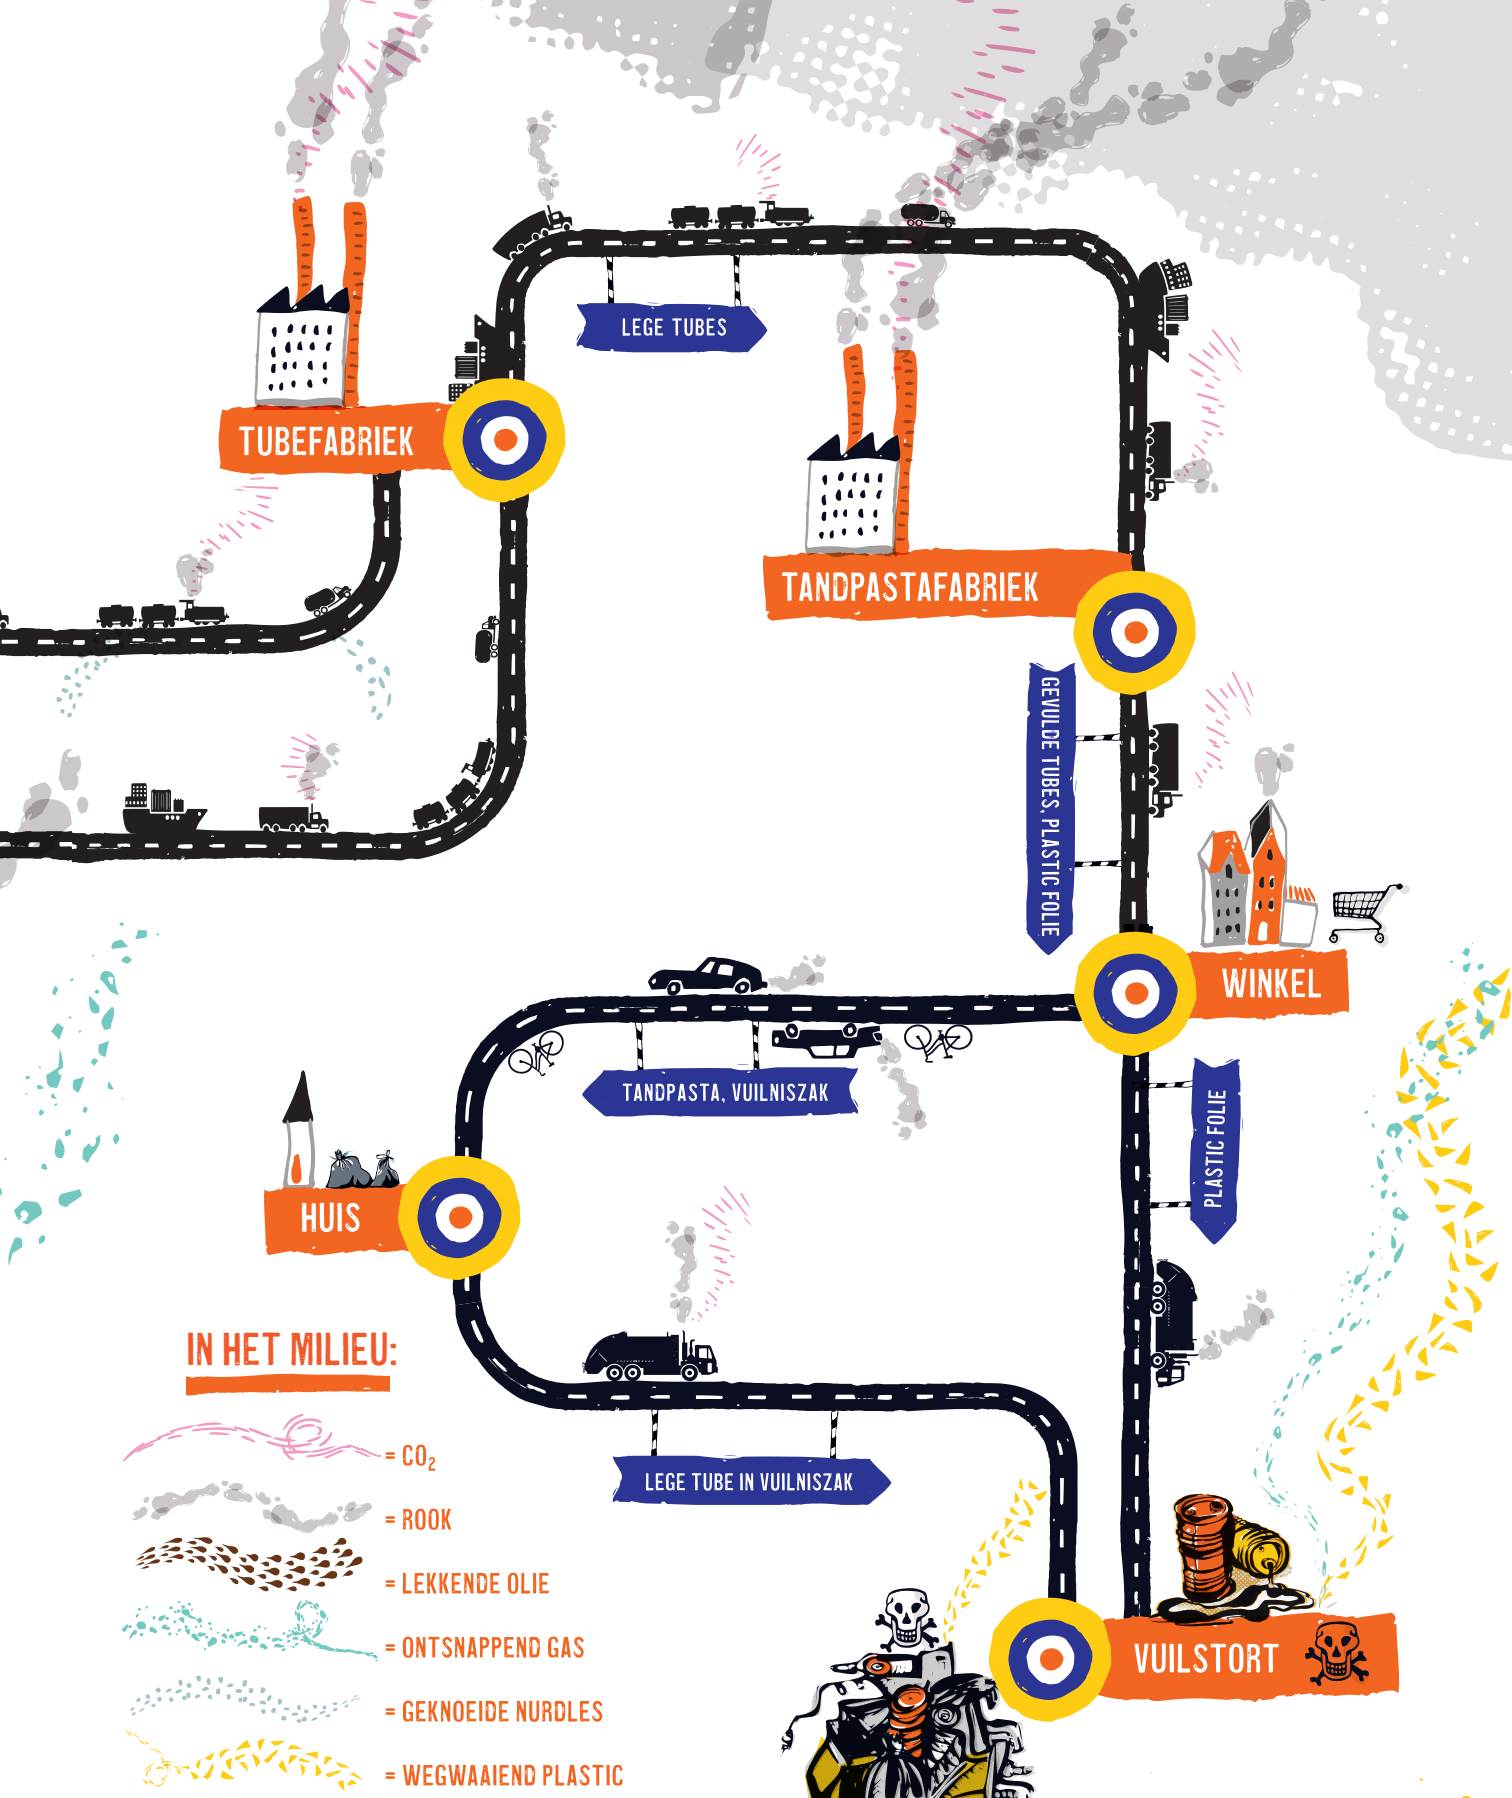 LEGE TUBES
TUBEFABRIEK
TANDPASTAFABRIEK
GEVULDE TUBES, PLASTIC FOLIE
WINKEL
TANDPASTA, VUILNISZAK
PLASTIC FOLIE
HUIS
IN HET MILIEU:
= CO₂
= ROOK
= LEKKENDE OLIE
= ONTSNAPPEND GAS
= GEKNOEIDE NURDLES
= WEGWAAIEND PLASTIC
LEGE TUBE IN VUILNISZAK
VUILSTORT